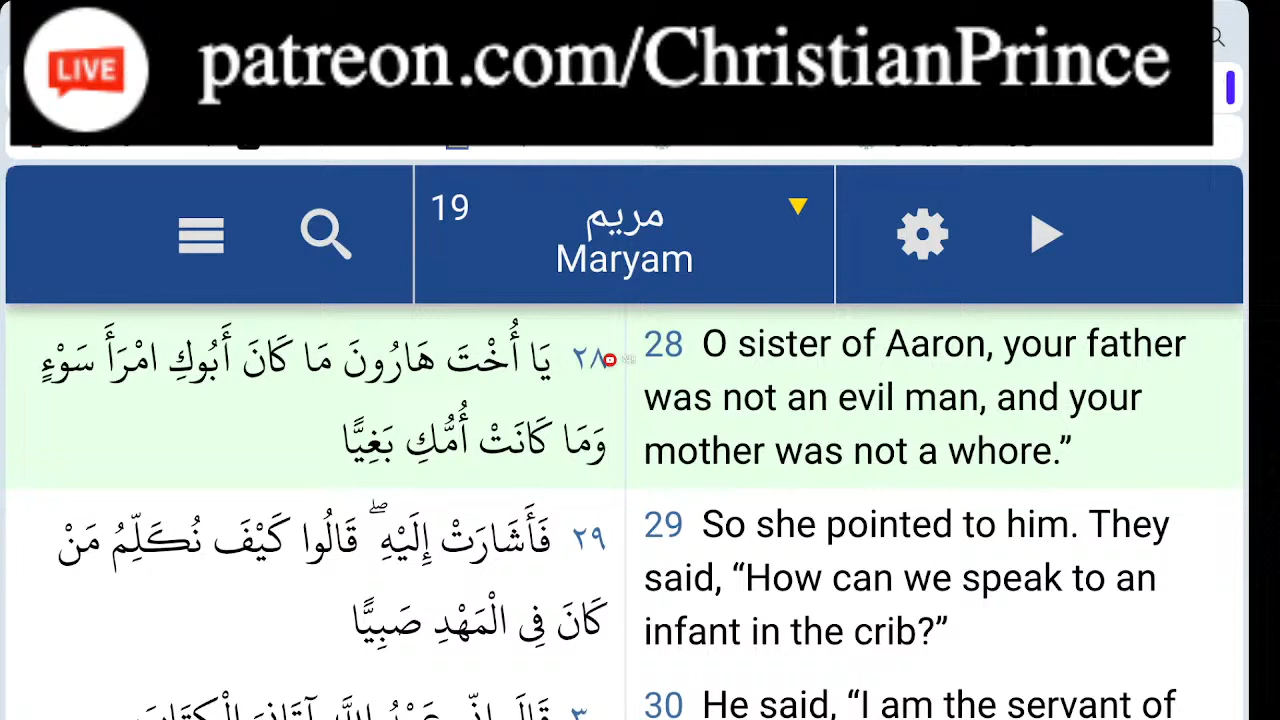 LIVE
patreon.com/ChristianPrince
19
مريم
Maryam
٢٨ يَا أُخْتَ هَارُونَ مَا كَانَ أَبُوكِ امْرَأَ سَوْءٍ
وَمَا كَانَتْ أُمُّكِ بَغِيًّا
28 O sister of Aaron, your father
was not an evil man, and your
mother was not a whore.”
٢٩ فَأَشَارَتْ إِلَيْهِ ۖ قَالُوا كَيْفَ نُكَلِّمُ مَنْ
كَانَ فِي الْمَهْدِ صَبِيًّا
29 So she pointed to him. They
said, “How can we speak to an
infant in the crib?”
30 He said, “I am the servant of